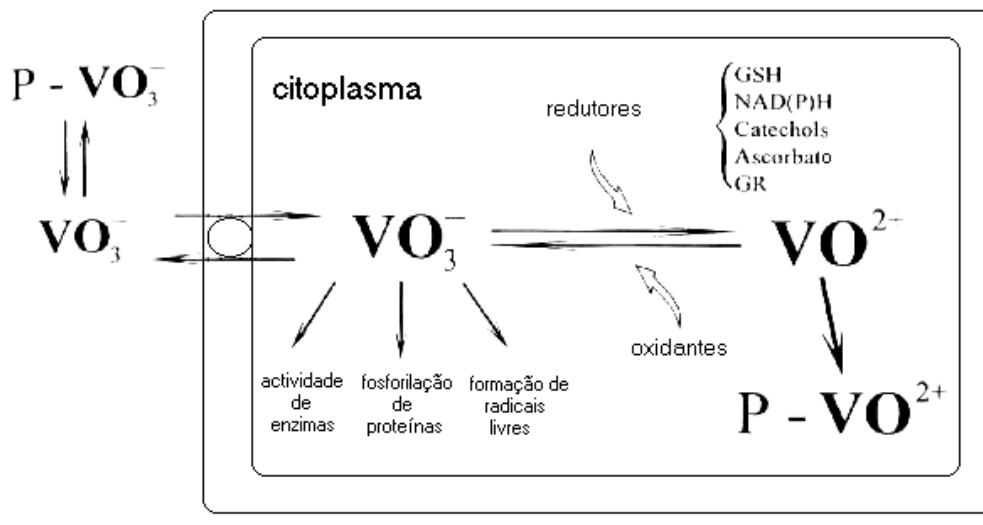 P - VO₃⁻
VO₃⁻
citoplasma
redutores
GSH
NAD(P)H
Catechols
Ascorbato
GR
VO₃⁻
VO²⁺
oxidantes
actividade
de
enzimas
fosforilação
de
proteínas
formação de
radicais
livres
P - VO²⁺